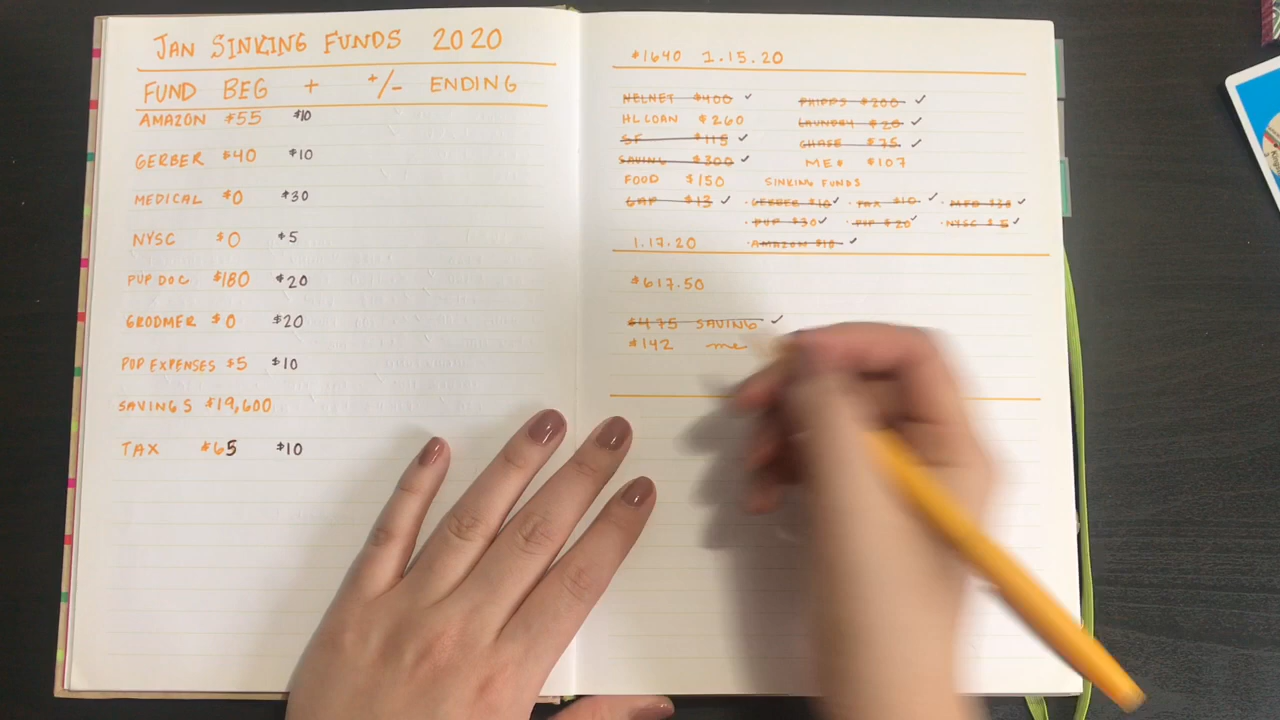 JAN SINKING FUNDS 2020
FUND BEG + +/- ENDING
AMAZON $55 $10
GERBER $40 $10
MEDICAL $0 $30
NYSC $0 $5
PUP DOC $180 $20
GROOMER $0 $20
PUP EXPENSES $5 $10
SAVINGS $19,600
TAX $65 $10
$1640 1.15.20
NELNET $400 ✓ PHIPPS $200 ✓
HL LOAN $260 LAUNDRY $20 ✓
SF $115 ✓ CHASE $75 ✓
SAVING $300 ✓ ME $107
FOOD $150 SINKING FUNDS
GAP $13 ✓ · GERBER $10 ✓ · TAX $10 ✓ · MED $30 ✓
· PUP $30 ✓ · PUP $20 ✓ · NYSC $5 ✓
1.17.20 · AMAZON $10 ✓
$617.50
$475 SAVING ✓
$142 me